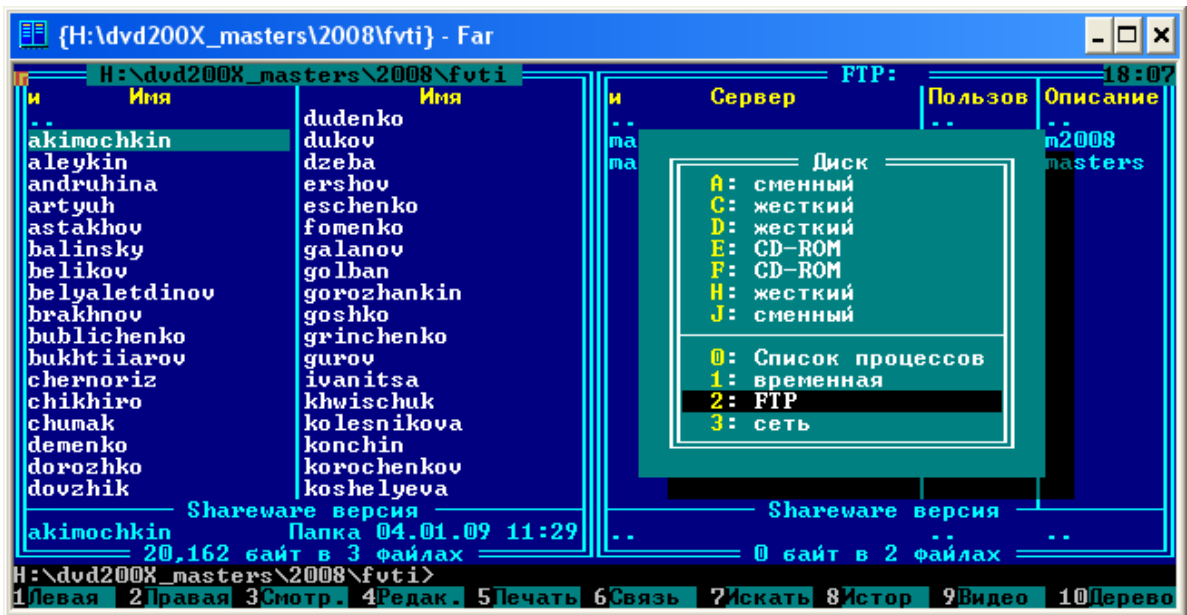 {H:\dvd200X_masters\2008\fvti} - Far
H:\dvd200X_masters\2008\fvti
и Имя Имя
..
akimochkin
aleykin
andruhina
artyuh
astakhov
balinsky
belikov
belyaletdinov
brakhnov
bublichenko
bukhtiiarov
chernoriz
chikhiro
chumak
demenko
dorozhko
dovzhik
dudenko
dukov
dzeba
ershov
eschenko
fomenko
galanov
golban
gorozhankin
goshko
grinchenko
gurov
ivanitsa
khwischuk
kolesnikova
konchin
korochenkov
koshelyeva
Shareware версия
akimochkin Папка 04.01.09 11:29
20,162 байт в 3 файлах
FTP: 18:07
и Сервер Пользов Описание
.. .. ..
ma m2008
ma masters
Диск
A: сменный
C: жесткий
D: жесткий
E: CD-ROM
F: CD-ROM
H: жесткий
J: сменный
0: Список процессов
1: временная
2: FTP
3: сеть
Shareware версия
.. .. ..
0 байт в 2 файлах
H:\dvd200X_masters\2008\fvti>
1Левая 2Правая 3Смотр. 4Редак. 5Печать 6Связь 7Искать 8Истор 9Видео 10Дерево